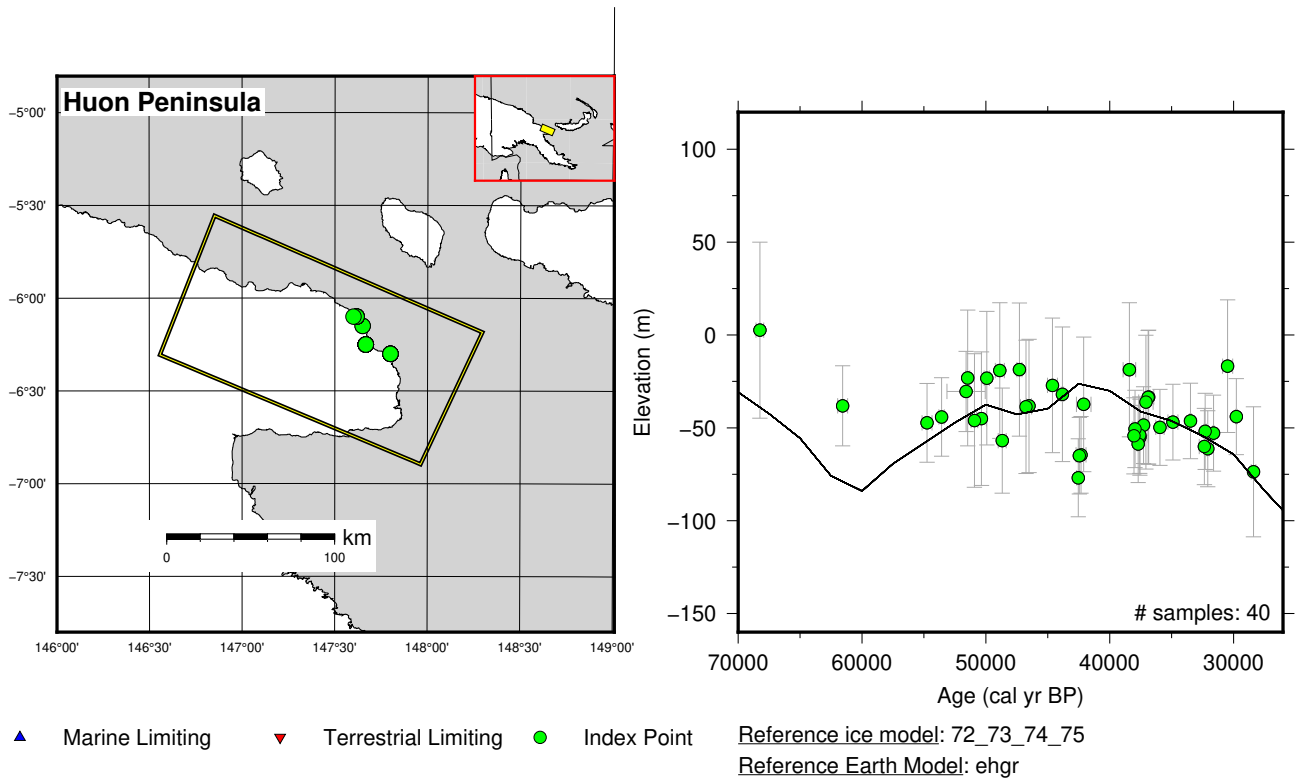 Huon Peninsula
−5°00'
−5°30'
−6°00'
−6°30'
−7°00'
−7°30'
146°00' 146°30' 147°00' 147°30' 148°00' 148°30' 149°00'
km
0 100
Elevation (m)
100
50
0
−50
−100
−150
# samples: 40
70000 60000 50000 40000 30000
Age (cal yr BP)
Marine Limiting Terrestrial Limiting Index Point
Reference ice model: 72_73_74_75
Reference Earth Model: ehgr